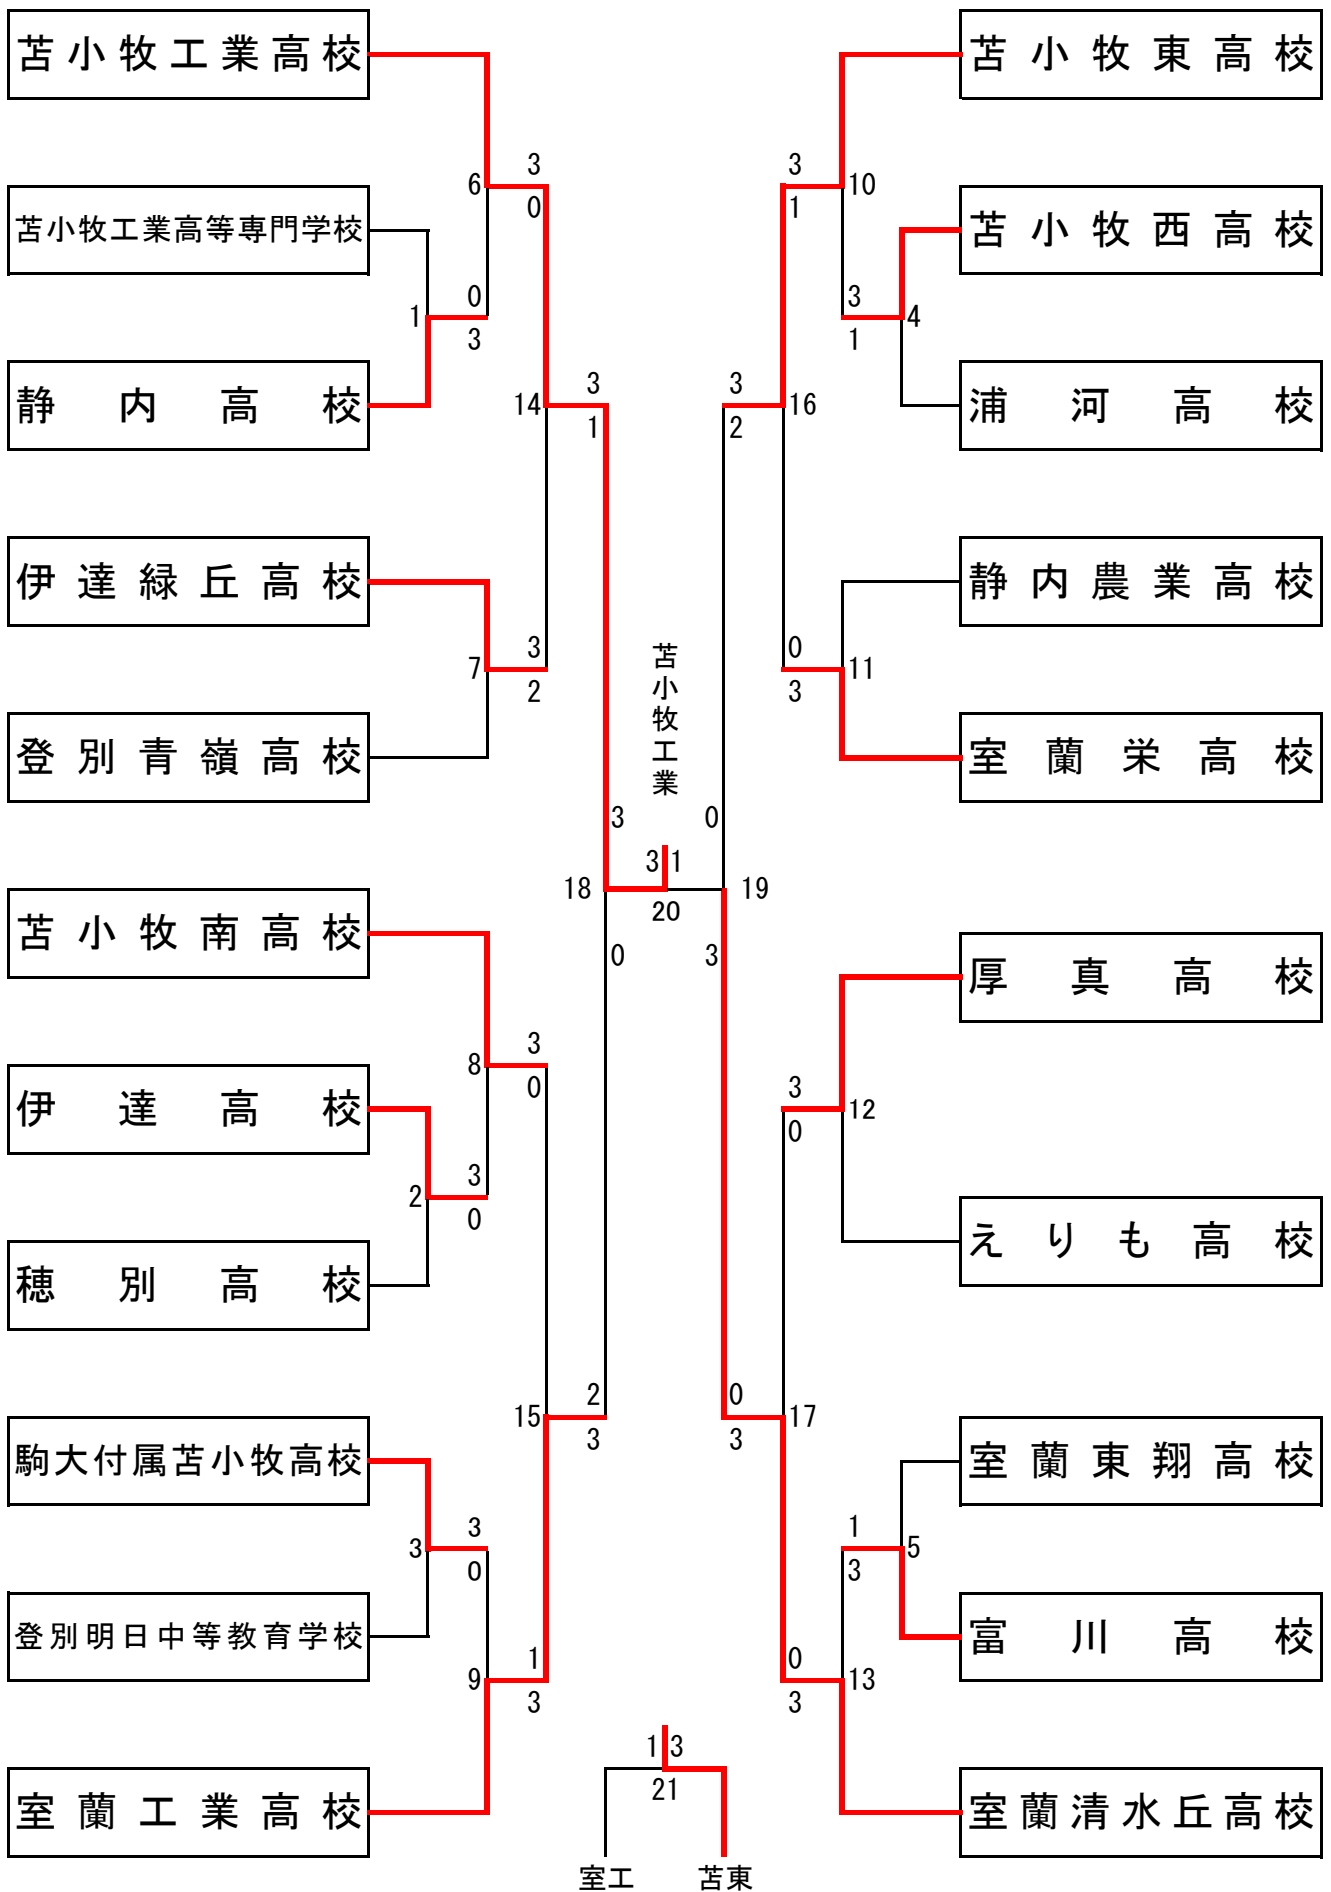 苫小牧工業高校
苫小牧工業高等専門学校
静内高校
伊達緑丘高校
登別青嶺高校
苫小牧南高校
伊達高校
穂別高校
駒大付属苫小牧高校
登別明日中等教育学校
室蘭工業高校
6
3
0
1
0
3
14
3
1
7
3
2
18
3
0
8
3
0
2
3
0
15
2
3
3
3
0
9
1
3
苫小牧工業
3 1
20
1 3
21
室工
苫東
3
1
10
3
1
4
3
2
16
0
3
11
0
3
19
3
0
12
0
3
17
1
3
5
0
3
13
苫小牧東高校
苫小牧西高校
浦河高校
静内農業高校
室蘭栄高校
厚真高校
えりも高校
室蘭東翔高校
富川高校
室蘭清水丘高校